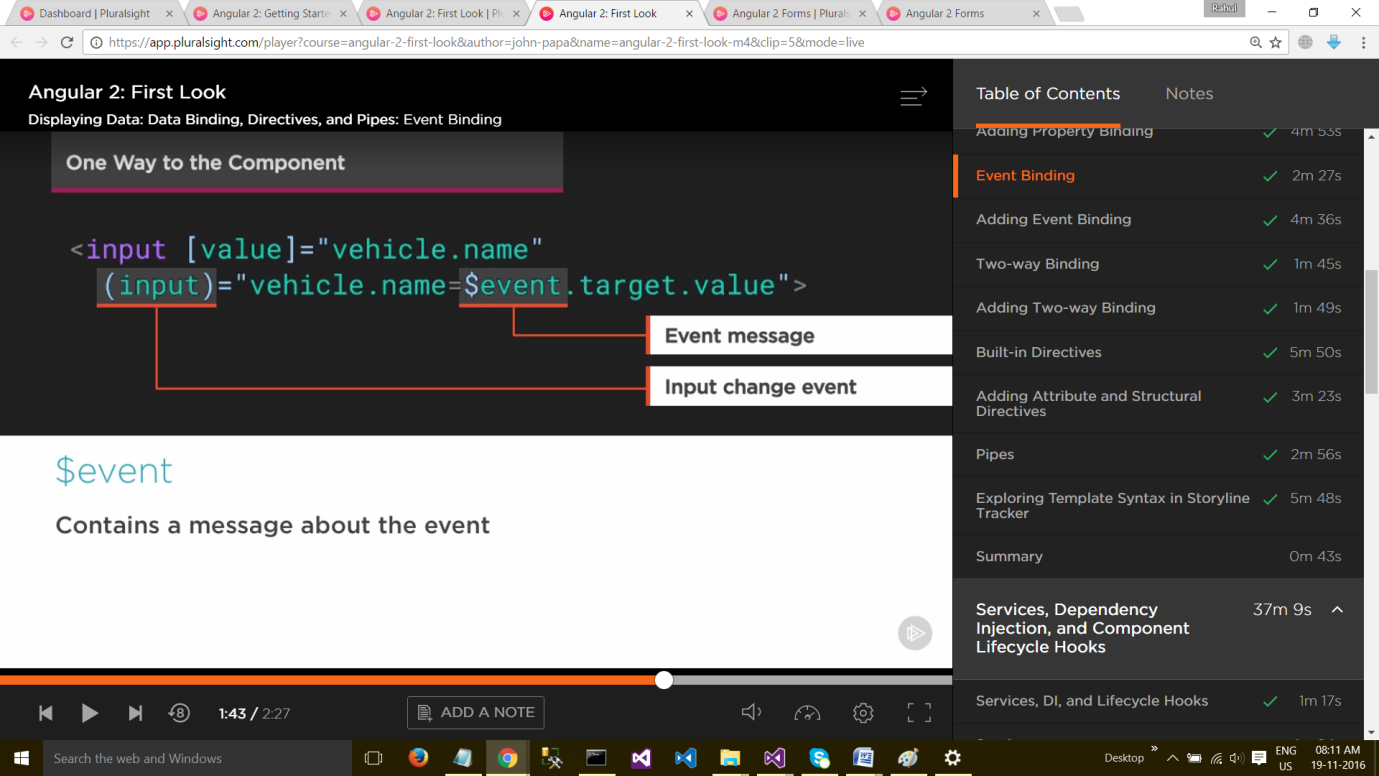 Dashboard | Pluralsight
Angular 2: Getting Starte
Angular 2: First Look | Pl
Angular 2: First Look
Angular 2 Forms | Plurals
Angular 2 Forms
Rahul
https://app.pluralsight.com/player?course=angular-2-first-look&author=john-papa&name=angular-2-first-look-m4&clip=5&mode=live
Angular 2: First Look
Displaying Data: Data Binding, Directives, and Pipes: Event Binding
One Way to the Component
<input [value]="vehicle.name"
(input)="vehicle.name=$event.target.value">
Event message
Input change event
$event
Contains a message about the event
8
1:43 / 2:27
ADD A NOTE
Table of Contents
Notes
Adding Property Binding 4m 53s
Event Binding 2m 27s
Adding Event Binding 4m 36s
Two-way Binding 1m 45s
Adding Two-way Binding 1m 49s
Built-in Directives 5m 50s
Adding Attribute and Structural 3m 23s
Directives
Pipes 2m 56s
Exploring Template Syntax in Storyline 5m 48s
Tracker
Summary 0m 43s
Services, Dependency 37m 9s
Injection, and Component
Lifecycle Hooks
Services, DI, and Lifecycle Hooks 1m 17s
Search the web and Windows
Desktop
ENG
US
08:11 AM
19-11-2016